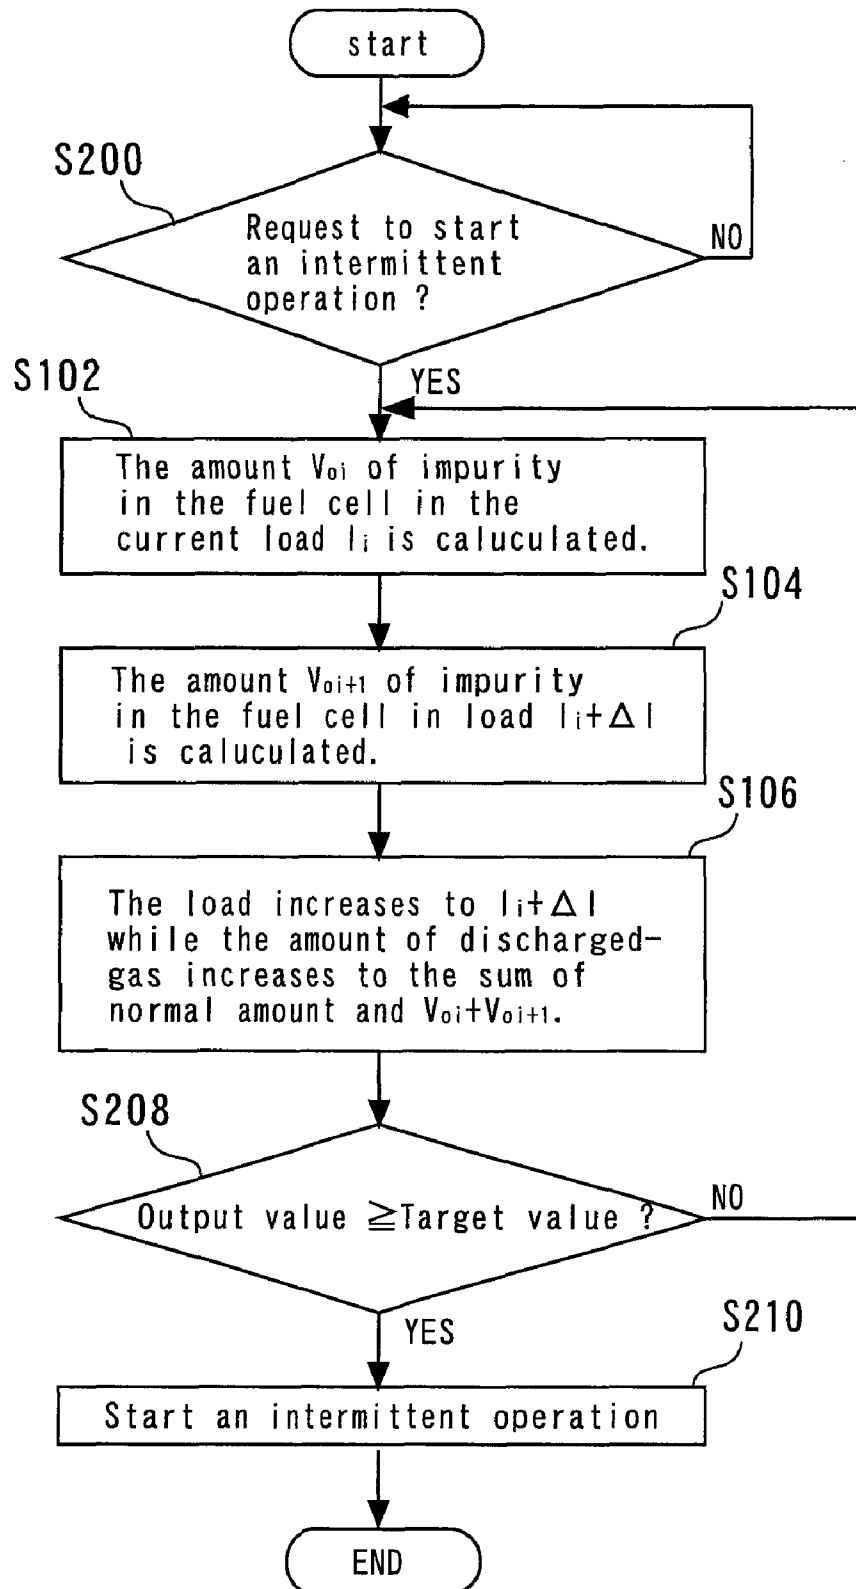 start
S200
Request to start
an intermittent
operation ?
NO
YES
S102
The amount Voi of impurity
in the fuel cell in the
current load Ii is caluculated.
S104
The amount Voi+1 of impurity
in the fuel cell in load Ii+ΔI
is caluculated.
S106
The load increases to Ii+ΔI
while the amount of discharged-
gas increases to the sum of
normal amount and Voi+Voi+1.
S208
Output value ≧Target value ?
NO
YES
S210
Start an intermittent operation
END